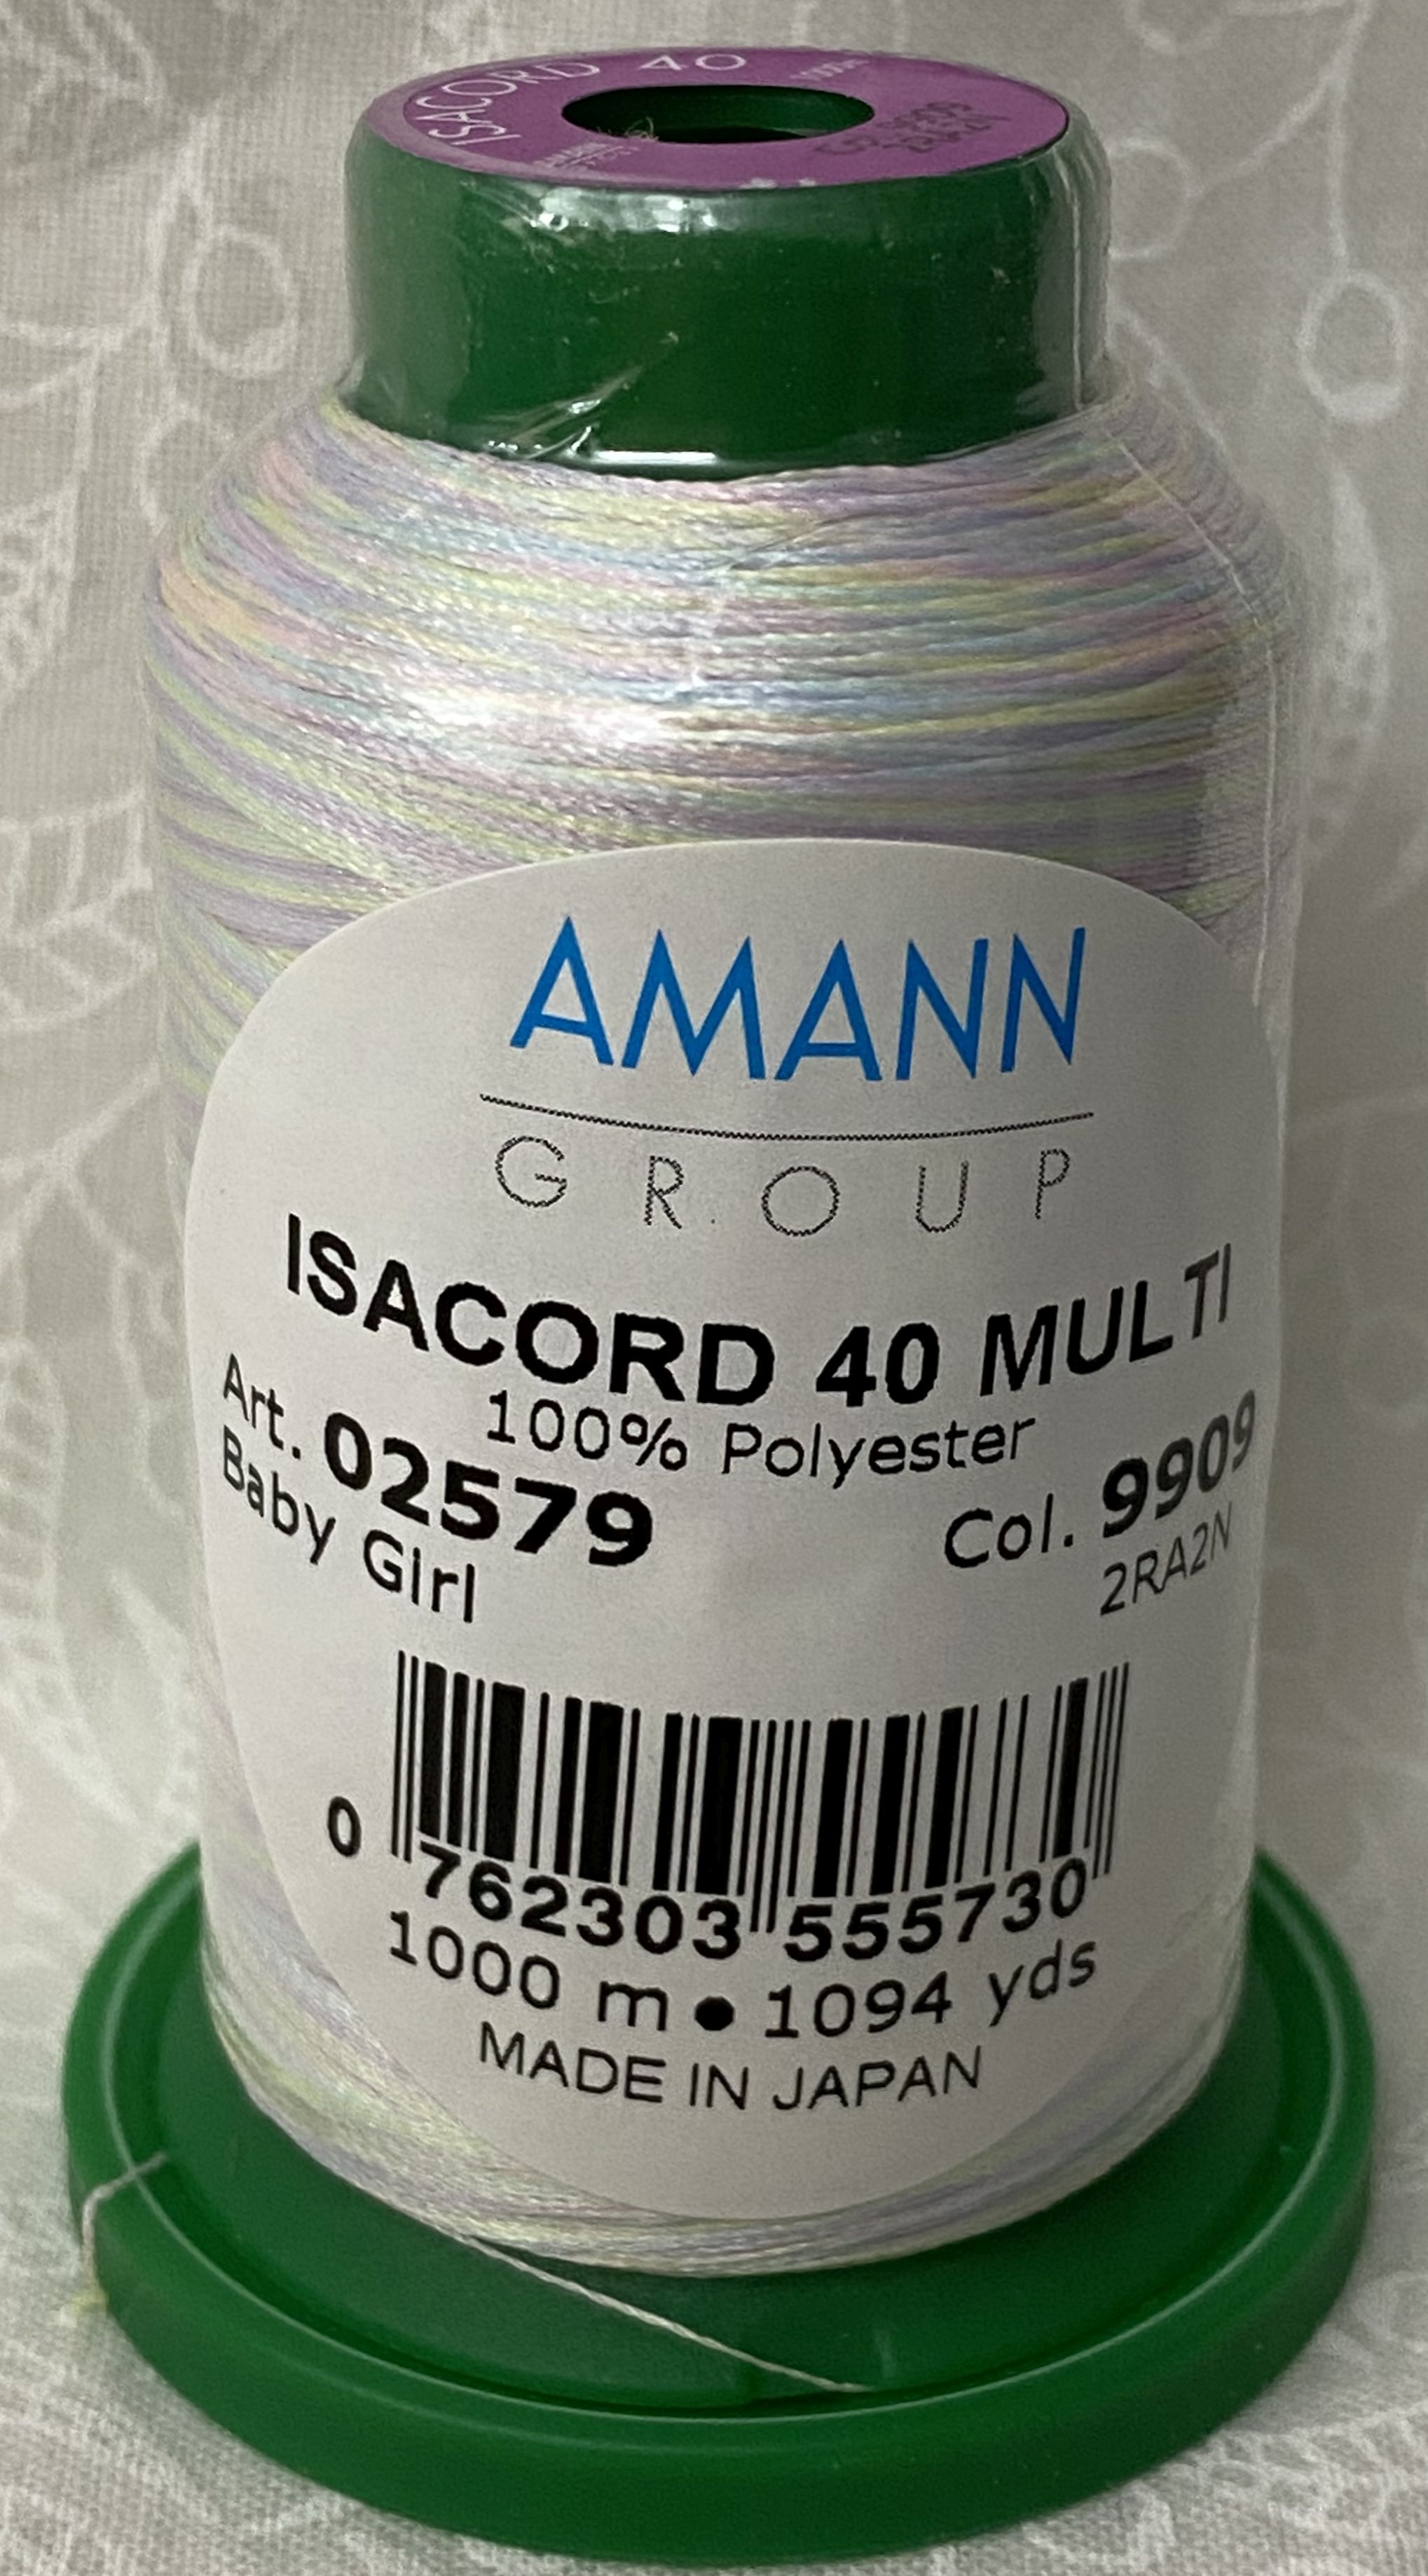 ISACORD 40
AMANN
GROUP
ISACORD 40 MULTI
100% Polyester
Art. 02579 Col. 9909
Baby Girl 2RA2N
0 762303 555730
1000 m • 1094 yds
MADE IN JAPAN